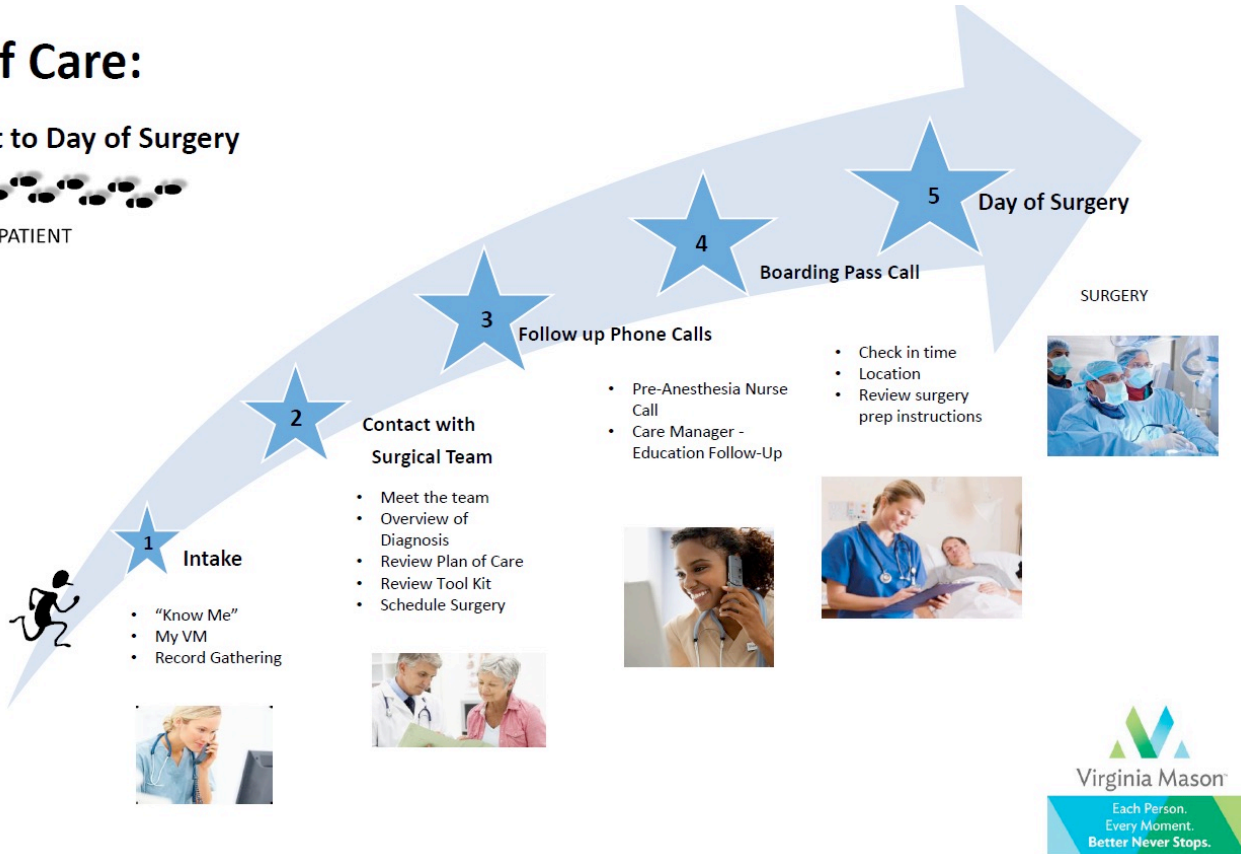 f Care:
t to Day of Surgery
PATIENT
1
Intake
• “Know Me”
• My VM
• Record Gathering
2
Contact with
Surgical Team
• Meet the team
• Overview of
Diagnosis
• Review Plan of Care
• Review Tool Kit
• Schedule Surgery
3
Follow up Phone Calls
• Pre-Anesthesia Nurse
Call
• Care Manager -
Education Follow-Up
4
Boarding Pass Call
• Check in time
• Location
• Review surgery
prep instructions
5
Day of Surgery
SURGERY
Virginia Mason
Each Person.
Every Moment.
Better Never Stops.